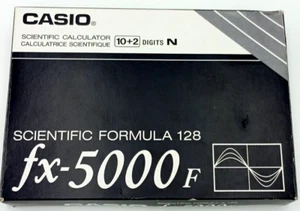 CASIO
SCIENTIFIC CALCULATOR
CALCULATRICE SCIENTIFIQUE
10+2 DIGITS N
SCIENTIFIC FORMULA 128
fx-5000F